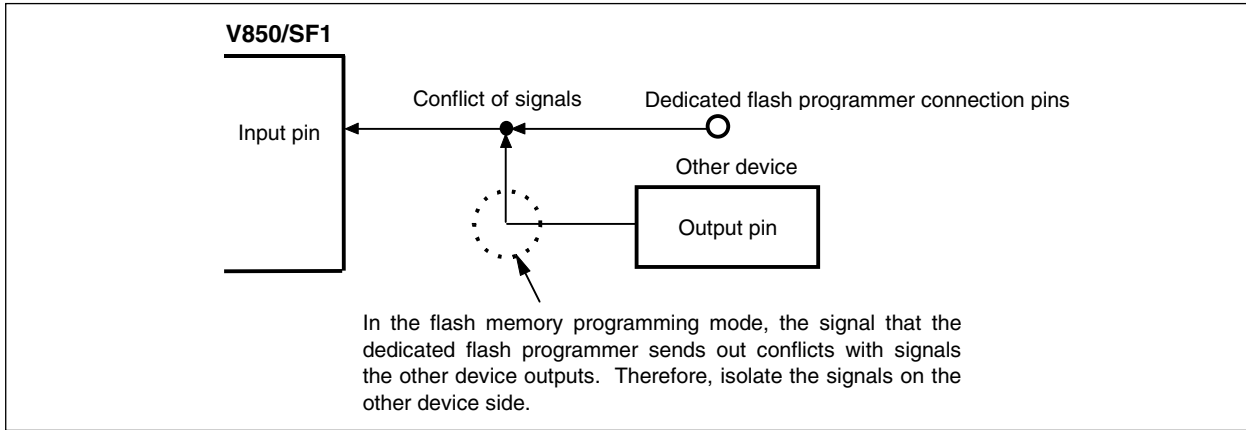 V850/SF1
Conflict of signals
Dedicated flash programmer connection pins
Input pin
Other device
Output pin
In the flash memory programming mode, the signal that the
dedicated flash programmer sends out conflicts with signals
the other device outputs. Therefore, isolate the signals on the
other device side.